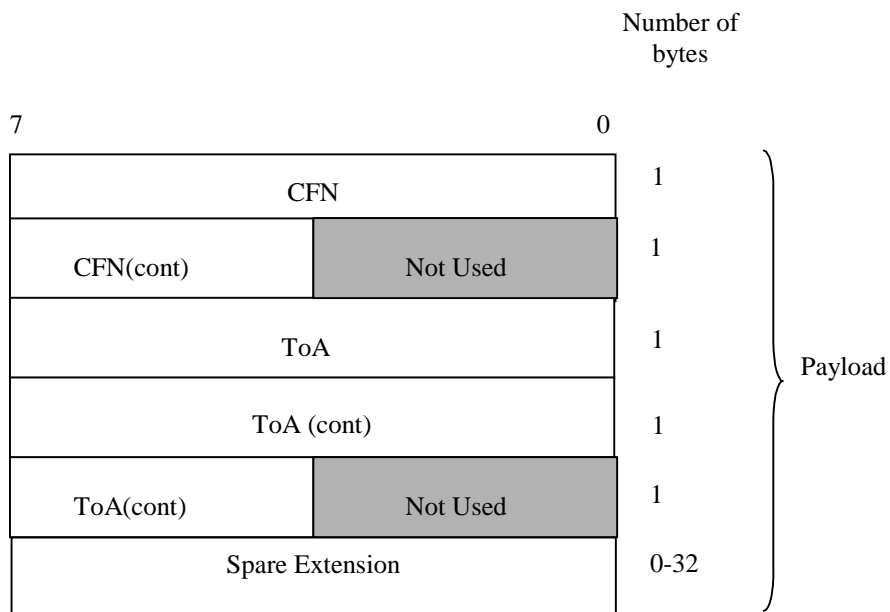 Number of
bytes
7 0
CFN 1
CFN(cont) Not Used 1
ToA 1
Payload
ToA (cont) 1
ToA(cont) Not Used 1
Spare Extension 0-32